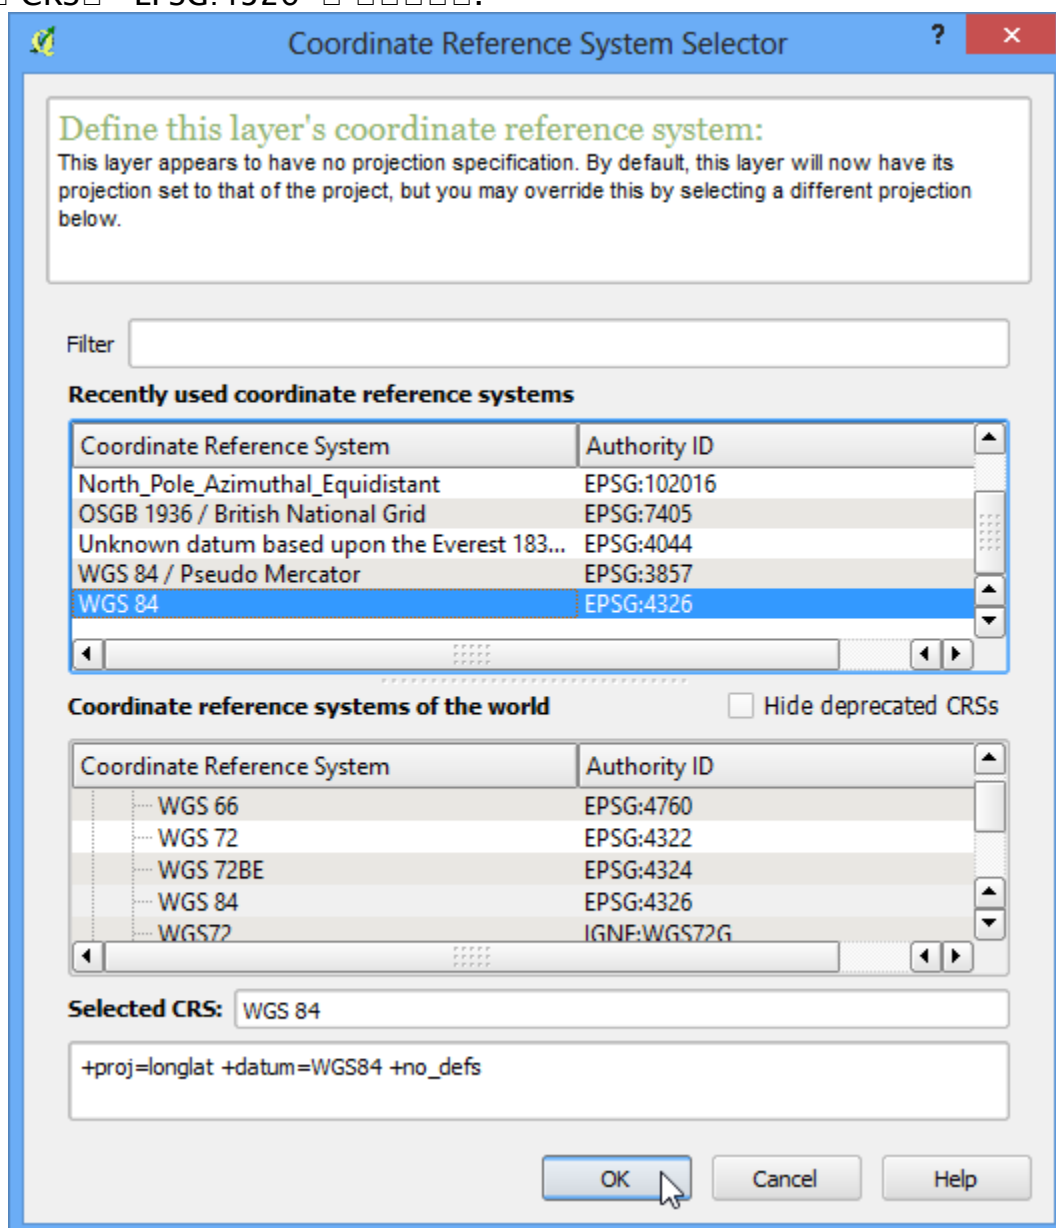 CRS
Coordinate Reference System Selector ? ×
Define this layer's coordinate reference system:
This layer appears to have no projection specification. By default, this layer will now have its
projection set to that of the project, but you may override this by selecting a different projection
below.
Filter
Recently used coordinate reference systems
Coordinate Reference System Authority ID
North_Pole_Azimuthal_Equidistant EPSG:102016
OSGB 1936 / British National Grid EPSG:7405
Unknown datum based upon the Everest 183... EPSG:4044
WGS 84 / Pseudo Mercator EPSG:3857
WGS 84 EPSG:4326
Coordinate reference systems of the world Hide deprecated CRSs
Coordinate Reference System Authority ID
WGS 66 EPSG:4760
WGS 72 EPSG:4322
WGS 72BE EPSG:4324
WGS 84 EPSG:4326
WGS72 IGNF:WGS72G
Selected CRS: WGS 84
+proj=longlat +datum=WGS84 +no_defs
OK Cancel Help